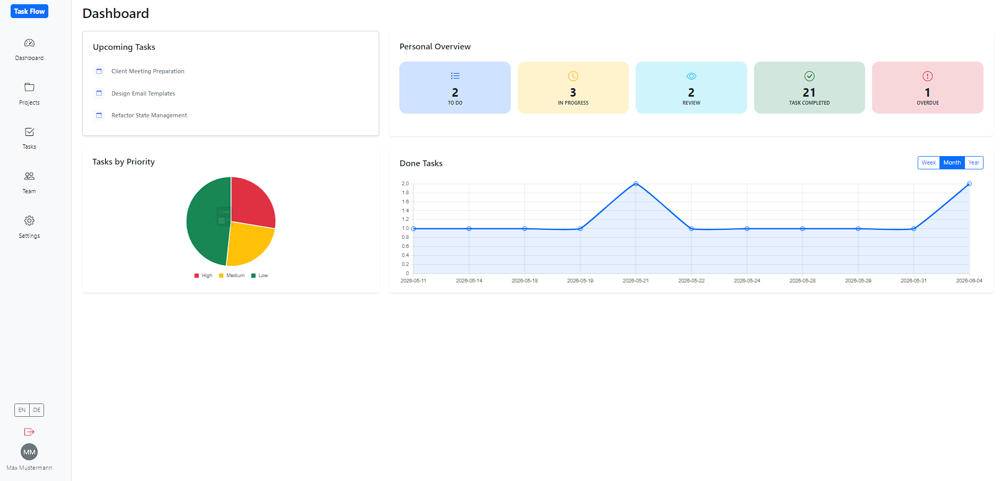 Task Flow
Dashboard
Projects
Tasks
Team
Settings
EN DE
MM
Max Mustermann
Dashboard
Upcoming Tasks
Client Meeting Preparation
Design Email Templates
Refactor State Management
Personal Overview
2
TO DO
3
IN PROGRESS
2
REVIEW
21
TASK COMPLETED
1
OVERDUE
Tasks by Priority
Low
14
High Medium Low
Done Tasks
Week Month Year
2.0
1.8
1.6
1.4
1.2
1.0
0.8
0.6
0.4
0.2
0
2026-05-11 2026-05-14 2026-05-18 2026-05-19 2026-05-21 2026-05-22 2026-05-24 2026-05-28 2026-05-29 2026-05-31 2026-06-04